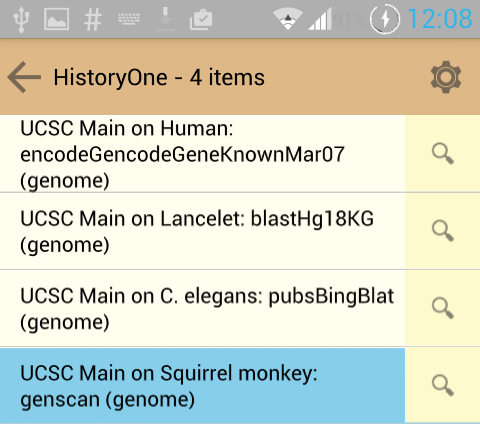 91% 12:08
HistoryOne - 4 items
UCSC Main on Human:
encodeGencodeGeneKnownMar07
(genome)
UCSC Main on Lancelet: blastHg18KG
(genome)
UCSC Main on C. elegans: pubsBingBlat
(genome)
UCSC Main on Squirrel monkey:
genscan (genome)